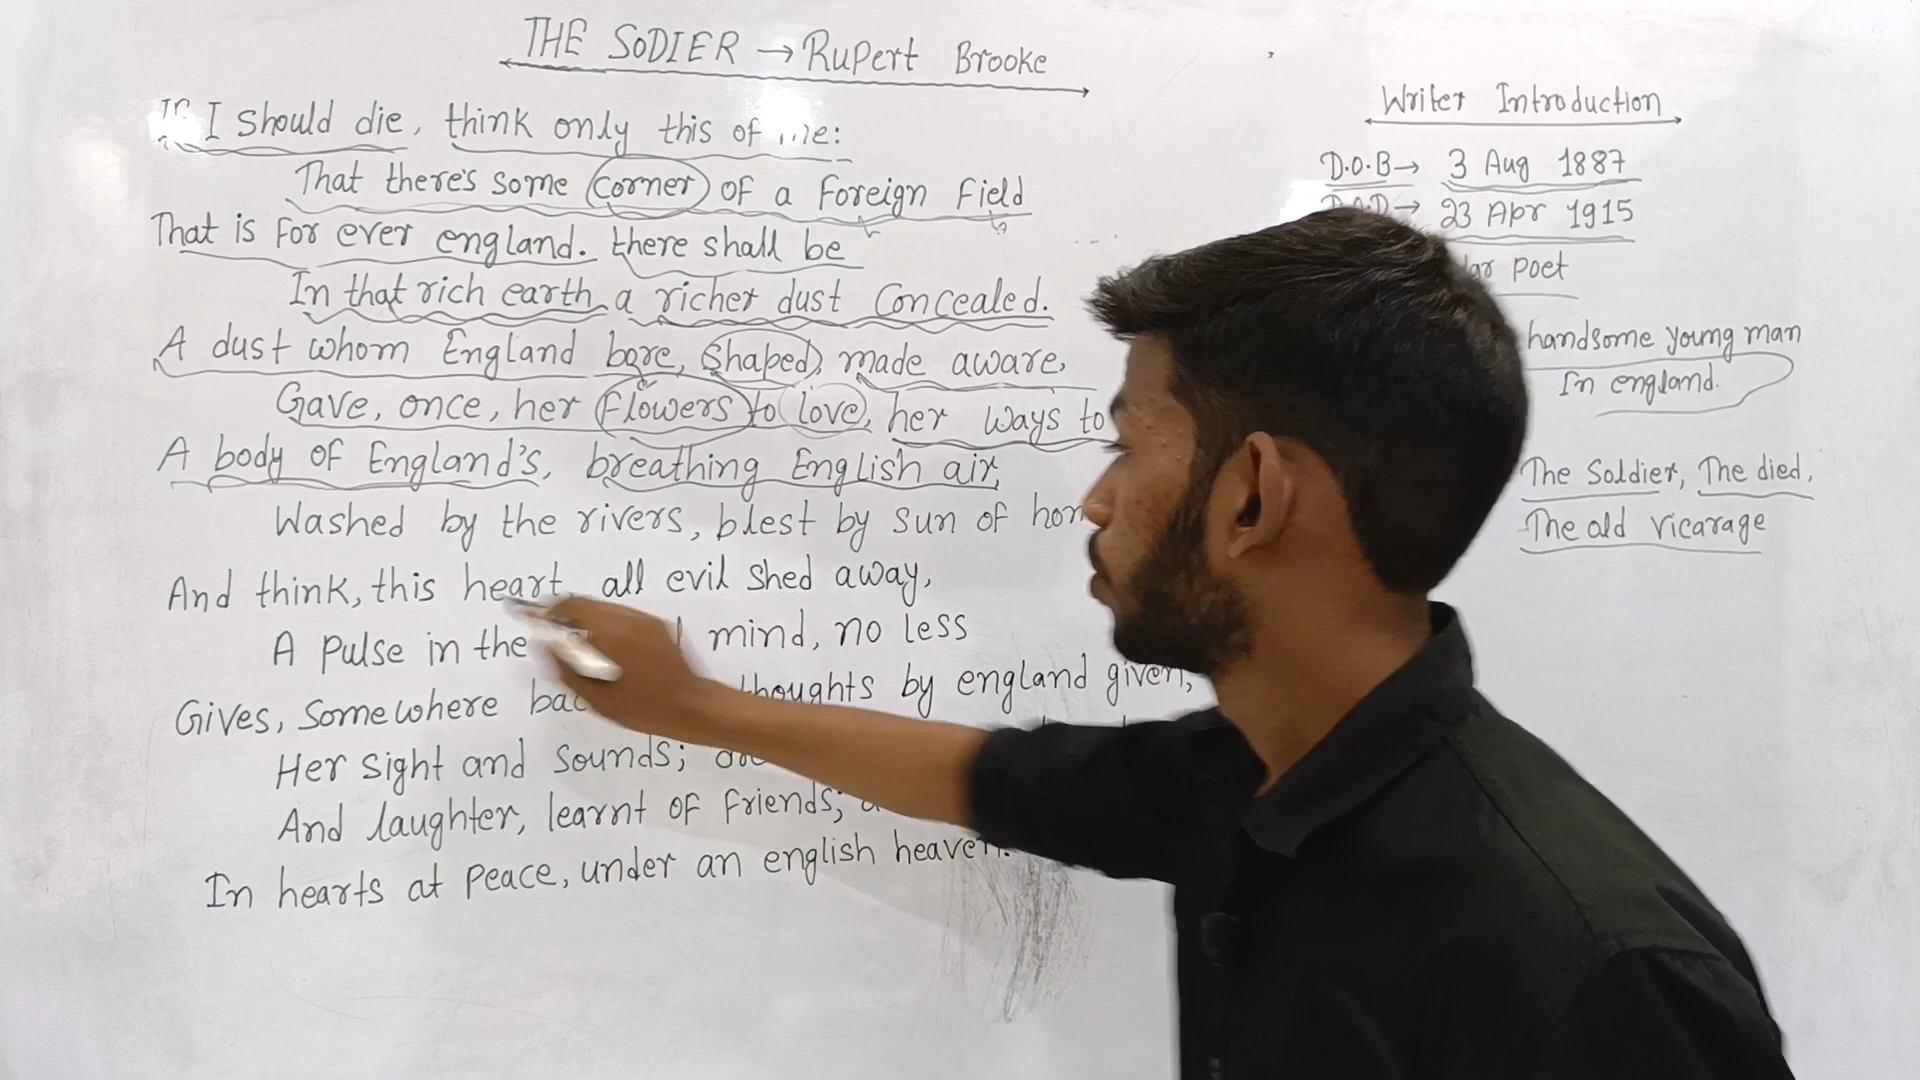 THE SODIER → Rupert Brooke
If I should die, think only this of me:
That there's some corner of a foreign field
That is for ever england. there shall be
In that rich earth a richer dust Concealed.
A dust whom England bore, shaped, made aware,
Gave, once, her flowers to love, her ways to
A body of England's, breathing English air,
Washed by the rivers, blest by sun of
And think, this heart, all evil shed away,
A pulse in the mind, no less
Gives, somewhere thoughts by england given,
Her sight and sounds;
And laughter, learnt of friends;
In hearts at peace, under an english heaven.
Writer Introduction
D.O.B → 3 Aug 1887
D.O.D → 23 Apr 1915
poet
handsome young man
In england.
The Soldier, The died,
The old vicarage